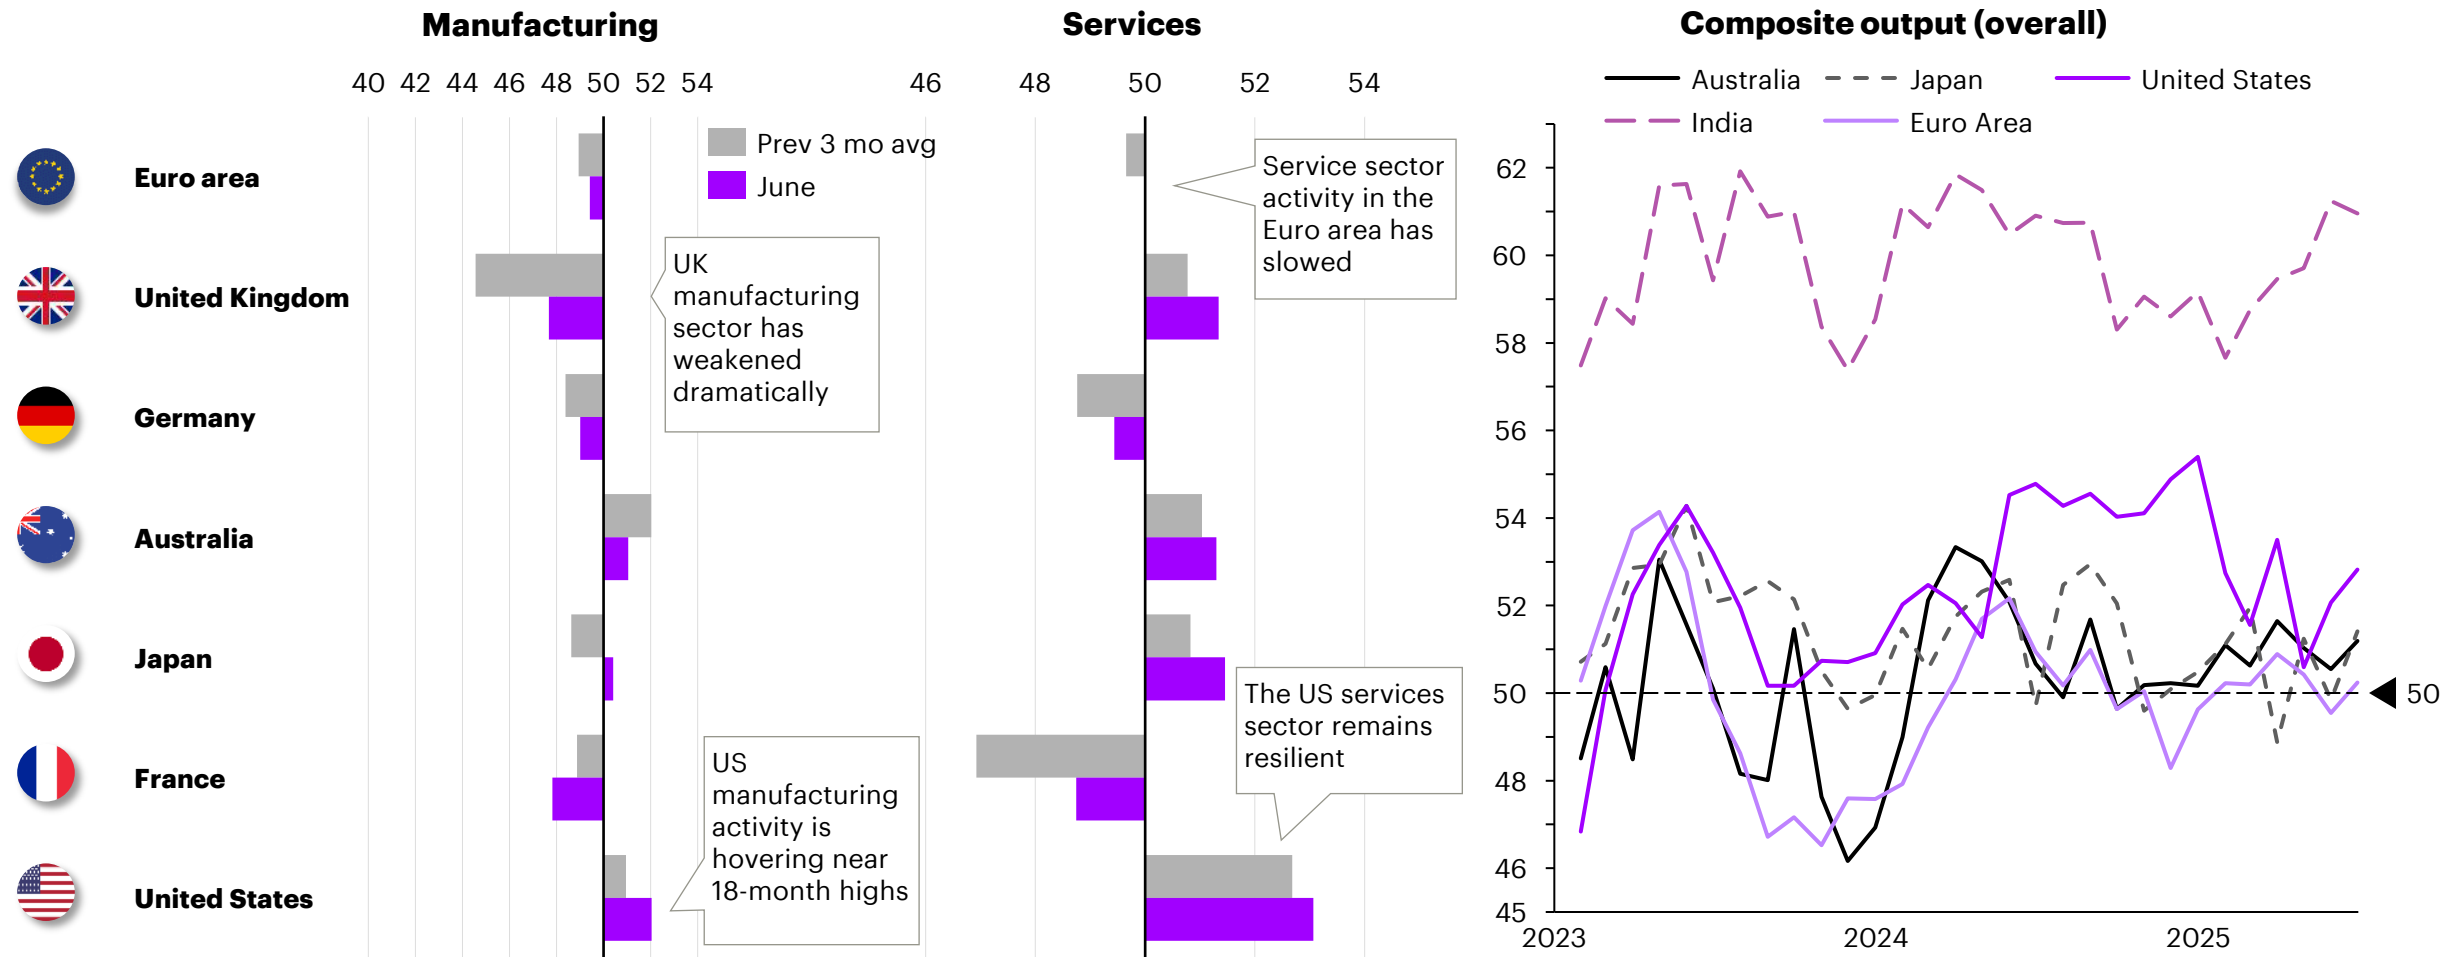 Manufacturing
Services
Composite output (overall)
40 42 44 46 48 50 52 54
46 48 50 52 54
Australia
Japan
United States
India
Euro Area
Prev 3 mo avg
June
Euro area
United Kingdom
Germany
Australia
Japan
France
United States
UK
manufacturing
sector has
weakened
dramatically
US
manufacturing
activity is
hovering near
18-month highs
Service sector
activity in the
Euro area has
slowed
The US services
sector remains
resilient
62
60
58
56
54
52
50
48
46
45
2023 2024 2025
50